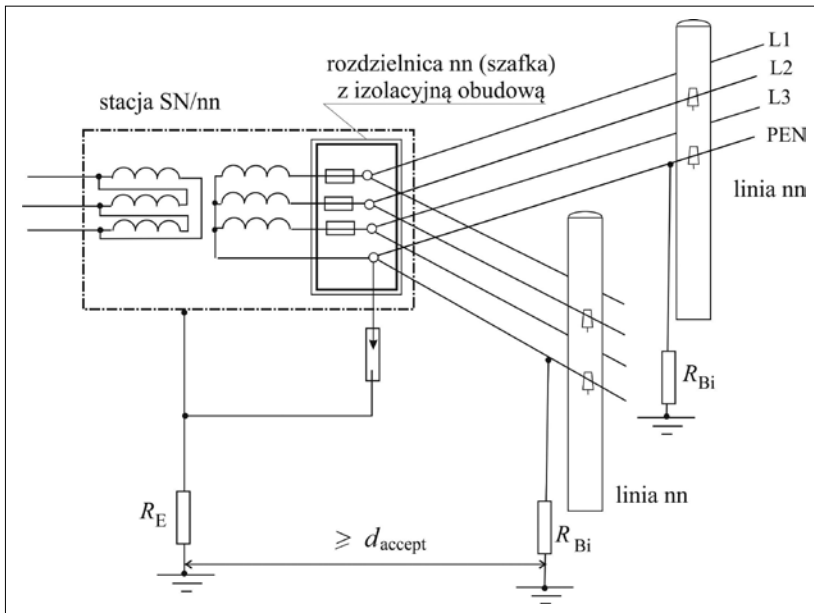 rozdzielnica nn (szafka)
z izolacyjną obudową
stacja SN/nn
L1
L2
L3
PEN
linia nn
R_Bi
linia nn
R_E
⩾ d_accept
R_Bi